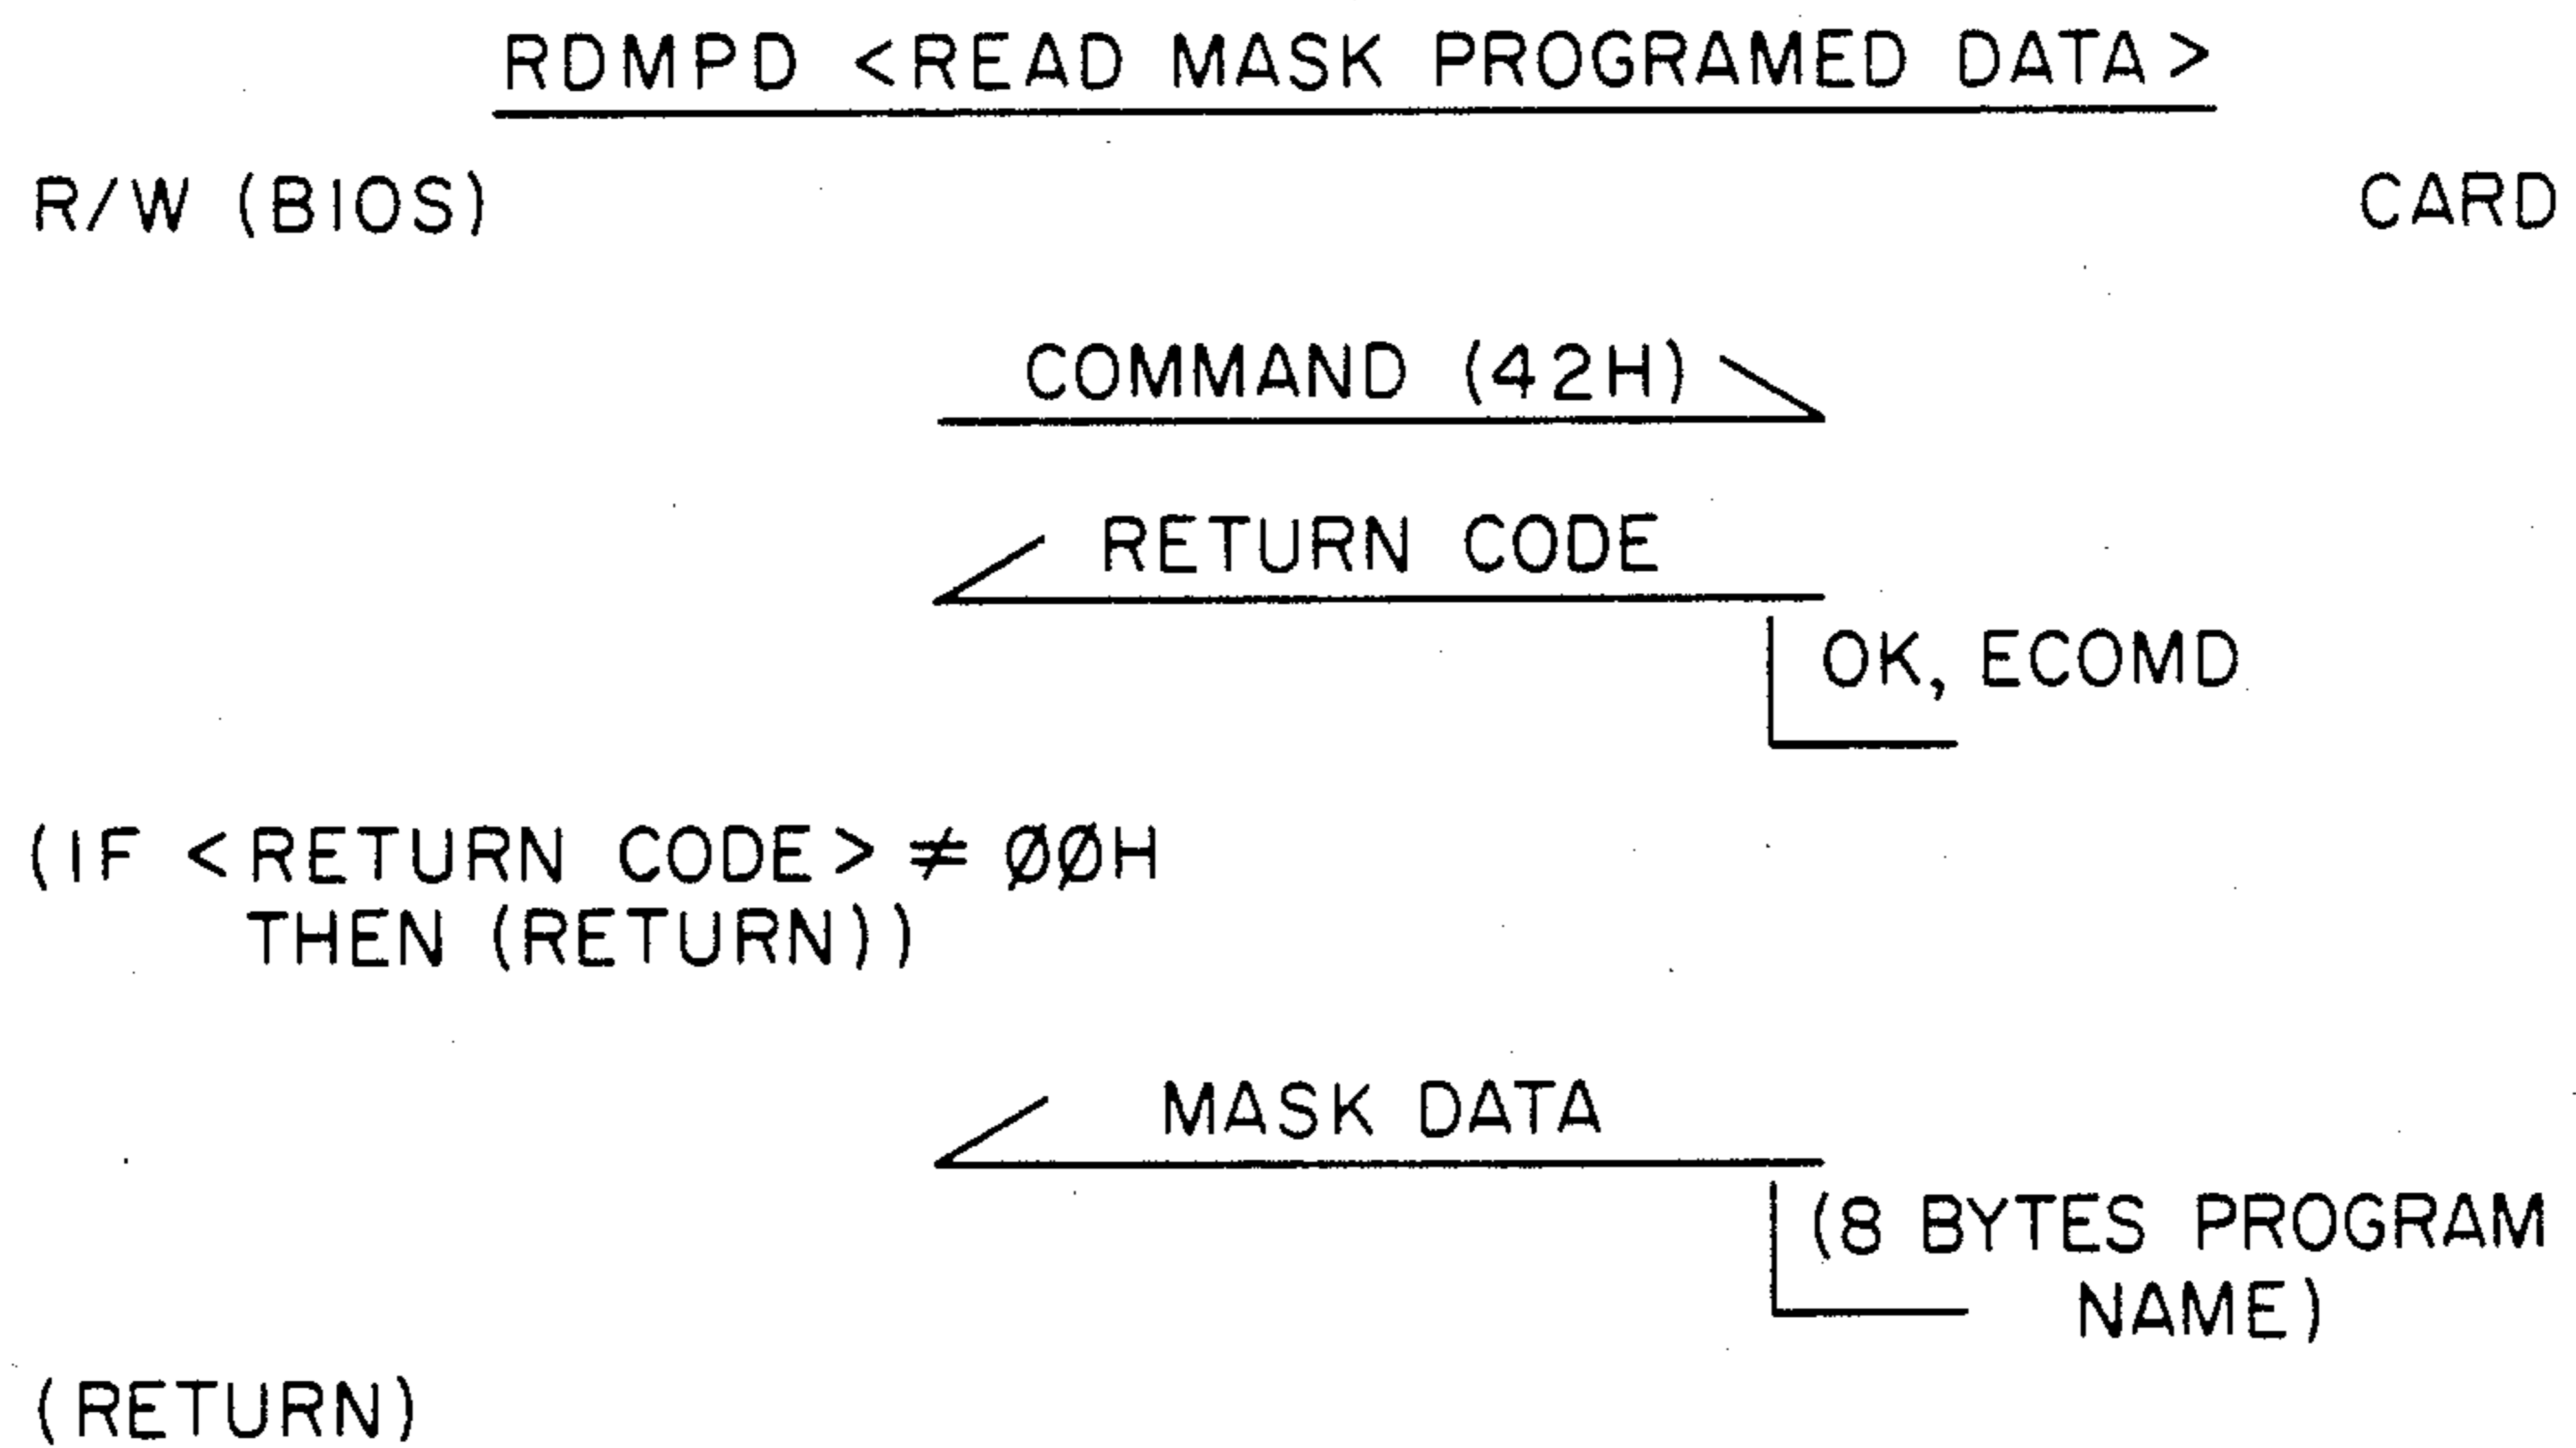 RDMPD <READ MASK PROGRAMED DATA>
R/W (BIOS) CARD
COMMAND (42H)
RETURN CODE
OK, ECOMD
(IF <RETURN CODE> ≠ ØØH
THEN (RETURN))
MASK DATA
(8 BYTES PROGRAM
NAME)
(RETURN)